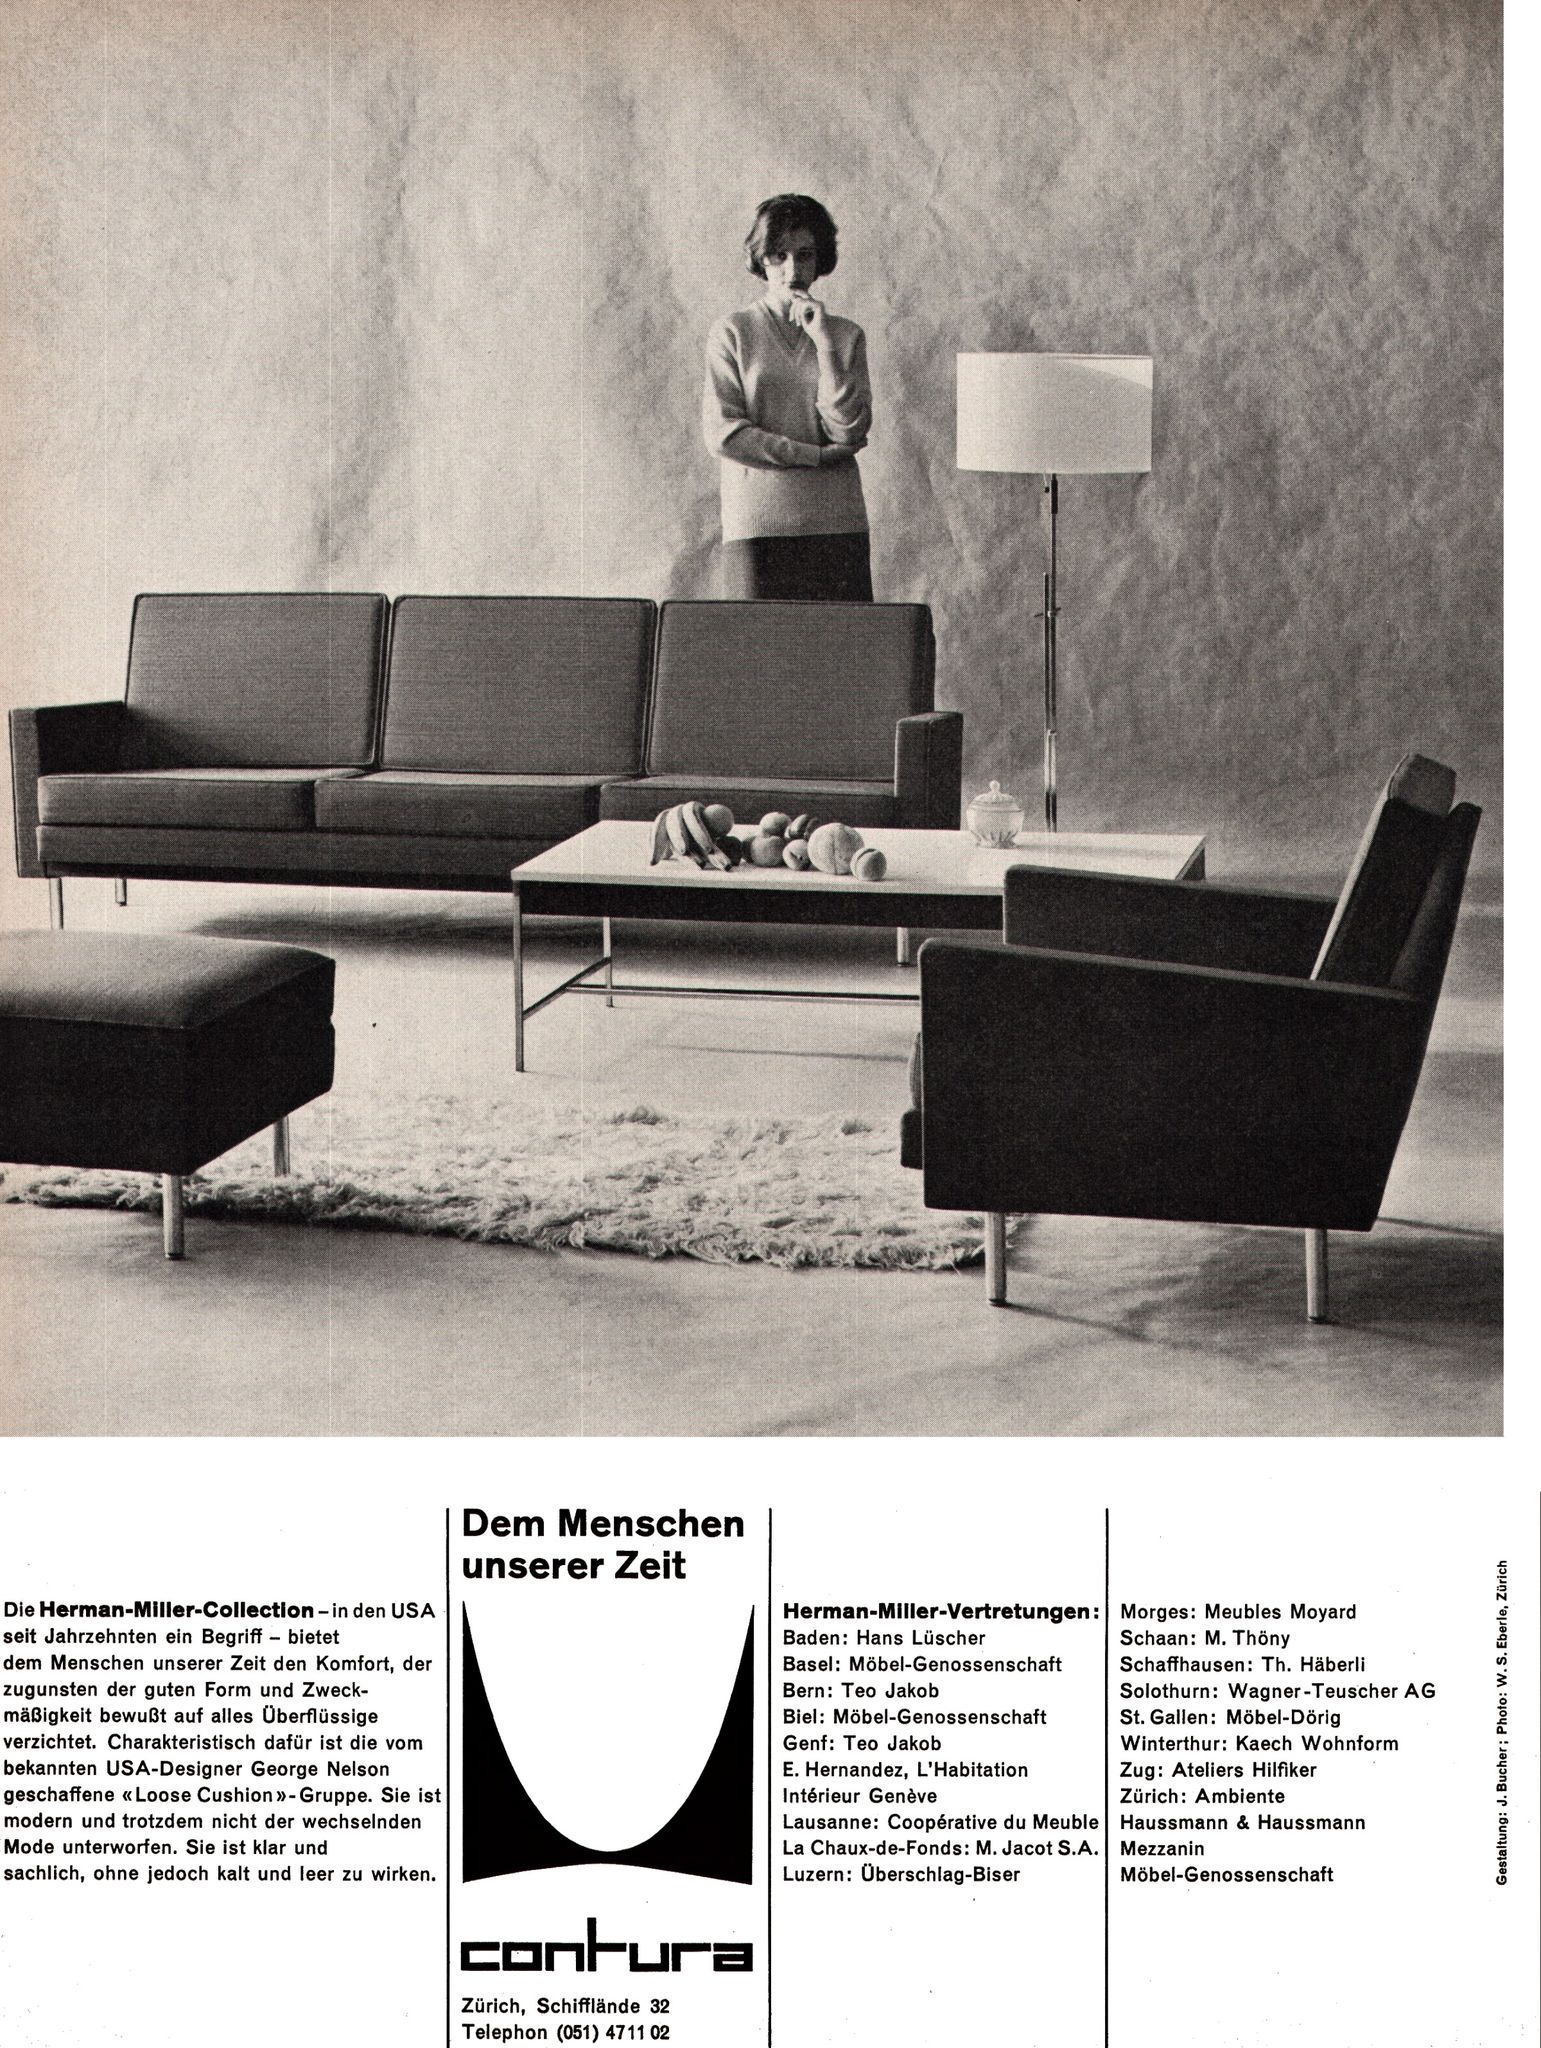 Dem Menschen
unserer Zeit
Die Herman-Miller-Collection – in den USA
seit Jahrzehnten ein Begriff – bietet
dem Menschen unserer Zeit den Komfort, der
zugunsten der guten Form und Zweck-
mäßigkeit bewußt auf alles Überflüssige
verzichtet. Charakteristisch dafür ist die vom
bekannten USA-Designer George Nelson
geschaffene «Loose Cushion»-Gruppe. Sie ist
modern und trotzdem nicht der wechselnden
Mode unterworfen. Sie ist klar und
sachlich, ohne jedoch kalt und leer zu wirken.
contura
Zürich, Schifflände 32
Telephon (051) 47 11 02
Herman-Miller-Vertretungen:
Baden: Hans Lüscher
Basel: Möbel-Genossenschaft
Bern: Teo Jakob
Biel: Möbel-Genossenschaft
Genf: Teo Jakob
E. Hernandez, L'Habitation
Intérieur Genève
Lausanne: Coopérative du Meuble
La Chaux-de-Fonds: M. Jacot S.A.
Luzern: Überschlag-Biser
Morges: Meubles Moyard
Schaan: M. Thöny
Schaffhausen: Th. Häberli
Solothurn: Wagner-Teuscher AG
St. Gallen: Möbel-Dörig
Winterthur: Kaech Wohnform
Zug: Ateliers Hilfiker
Zürich: Ambiente
Haussmann & Haussmann
Mezzanin
Möbel-Genossenschaft
Gestaltung: J. Bucher; Photo: W. S. Eberle, Zürich